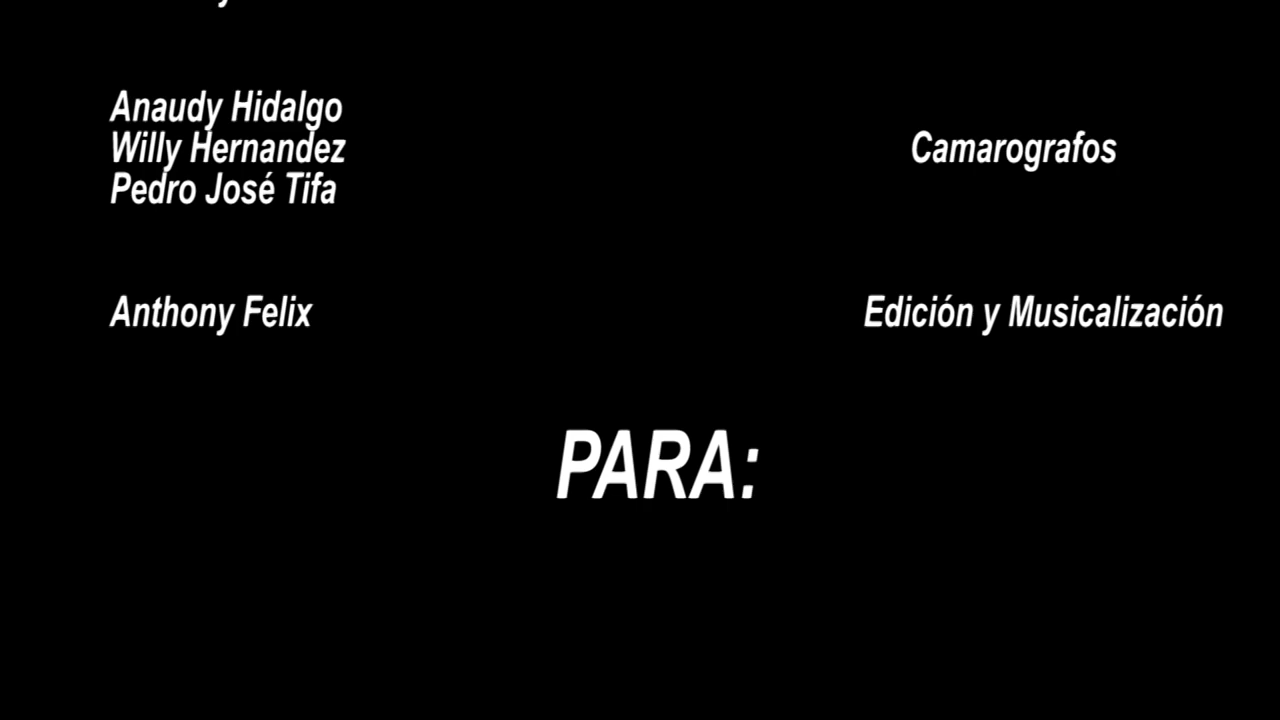 Anaudy Hidalgo
Willy Hernandez
Pedro José Tifa
Camarografos
Anthony Felix
Edición y Musicalización
PARA: